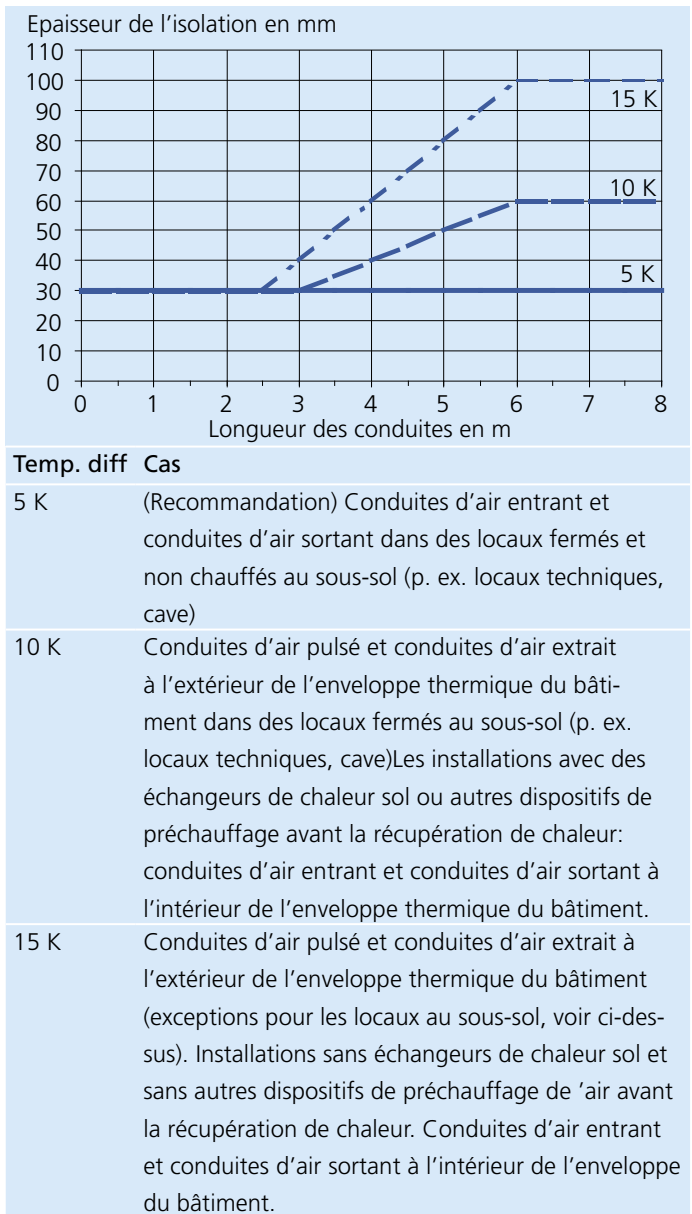 Epaisseur de l’isolation en mm
110
100
90
80
70
60
50
40
30
20
10
0
15 K
10 K
5 K
0 1 2 3 4 5 6 7 8
Longueur des conduites en m
Temp. diff Cas
5 K (Recommandation) Conduites d’air entrant et
conduites d’air sortant dans des locaux fermés et
non chauffés au sous-sol (p. ex. locaux techniques,
cave)
10 K Conduites d’air pulsé et conduites d’air extrait
à l’extérieur de l’enveloppe thermique du bâti-
ment dans des locaux fermés au sous-sol (p. ex.
locaux techniques, cave)Les installations avec des
échangeurs de chaleur sol ou autres dispositifs de
préchauffage avant la récupération de chaleur:
conduites d’air entrant et conduites d’air sortant à
l’intérieur de l’enveloppe thermique du bâtiment.
15 K Conduites d’air pulsé et conduites d’air extrait à
l’extérieur de l’enveloppe thermique du bâtiment
(exceptions pour les locaux au sous-sol, voir ci-des-
sus). Installations sans échangeurs de chaleur sol et
sans autres dispositifs de préchauffage de ’air avant
la récupération de chaleur. Conduites d’air entrant
et conduites d’air sortant à l’intérieur de l’enveloppe
du bâtiment.